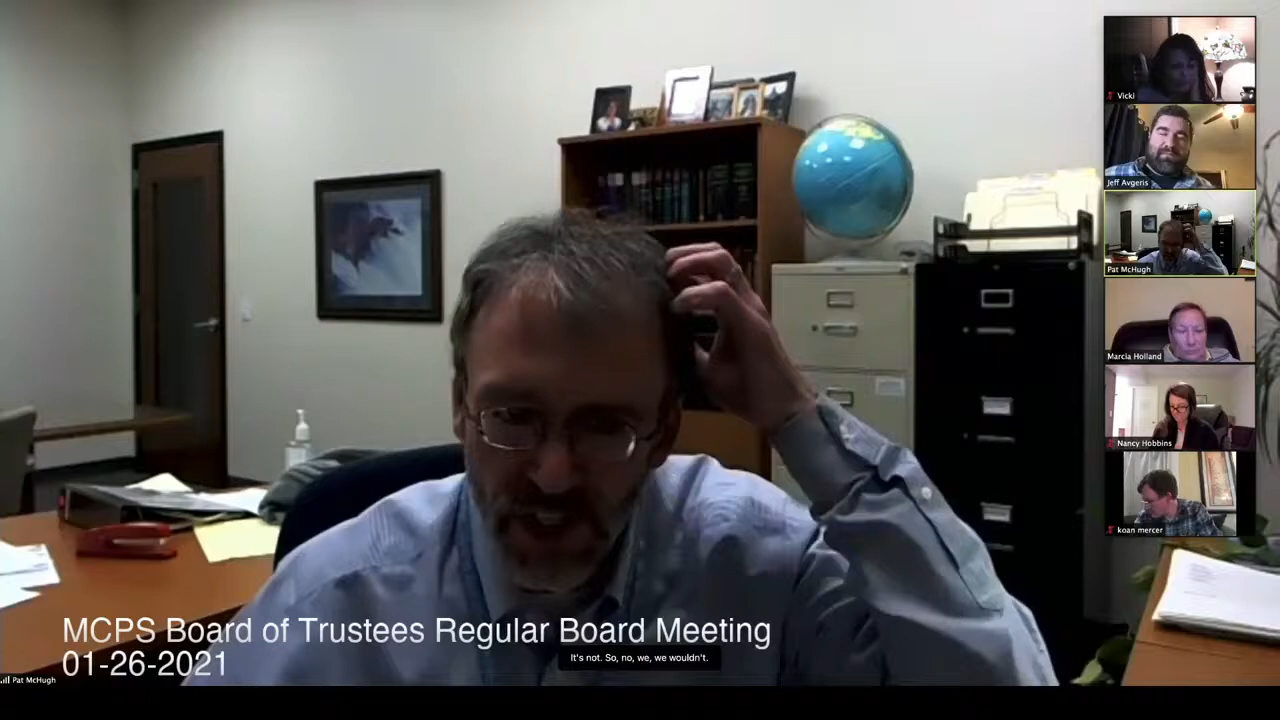 Vicki
Jeff Avgeris
Pat McHugh
Marcia Holland
Nancy Hobbins
koan mercer
MCPS Board of Trustees Regular Board Meeting
01-26-2021
It's not. So, no, we, we wouldn't.
Pat McHugh